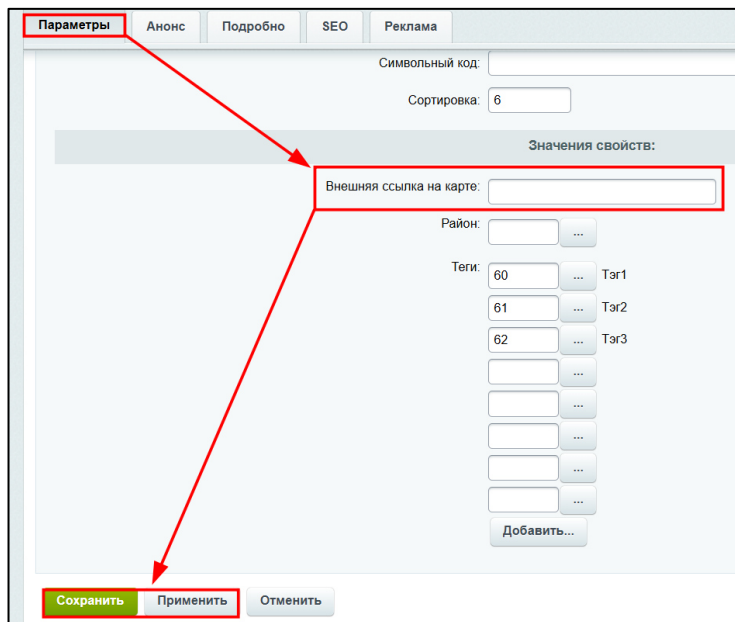 Параметры Анонс Подробно SEO Реклама
Символьный код:
Сортировка: 6
Значения свойств:
Внешняя ссылка на карте:
Район: ...
Теги: 60 ... Тэг1
61 ... Тэг2
62 ... Тэг3
...
...
...
...
...
Добавить...
Сохранить Применить Отменить